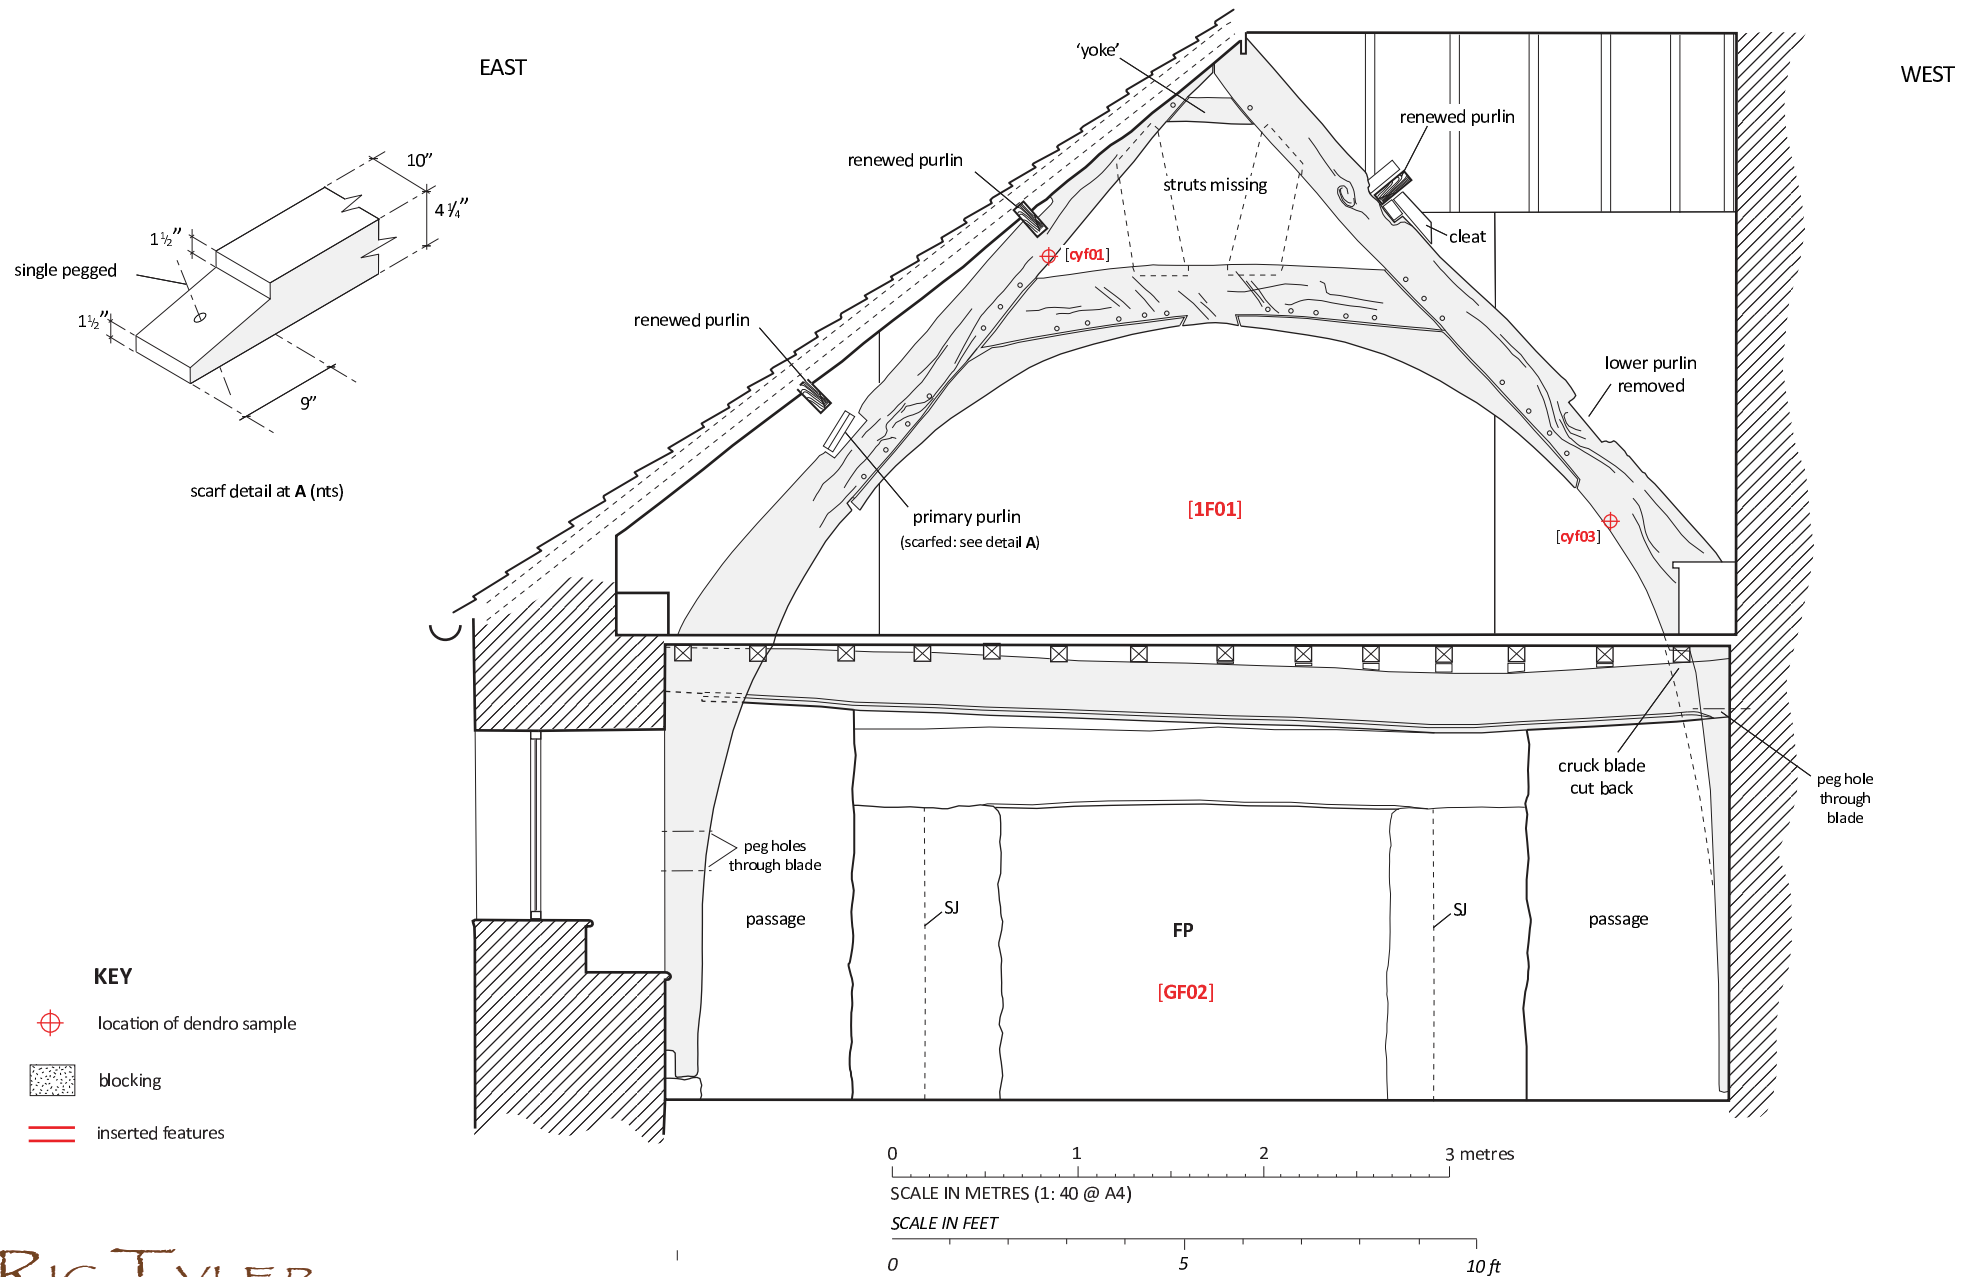 EAST
WEST
'yoke'
renewed purlin
renewed purlin
struts missing
cleat
[cyf01]
10"
4 ¼"
1½"
single pegged
1½"
9"
scarf detail at A (nts)
renewed purlin
lower purlin
removed
primary purlin
(scarfed: see detail A)
[1F01]
[cyf03]
cruck blade
cut back
peg hole
through
blade
peg holes
through blade
passage
SJ
FP
SJ
passage
[GF02]
KEY
location of dendro sample
blocking
inserted features
0 1 2 3 metres
SCALE IN METRES (1: 40 @ A4)
SCALE IN FEET
0 5 10 ft
RIC TYLER